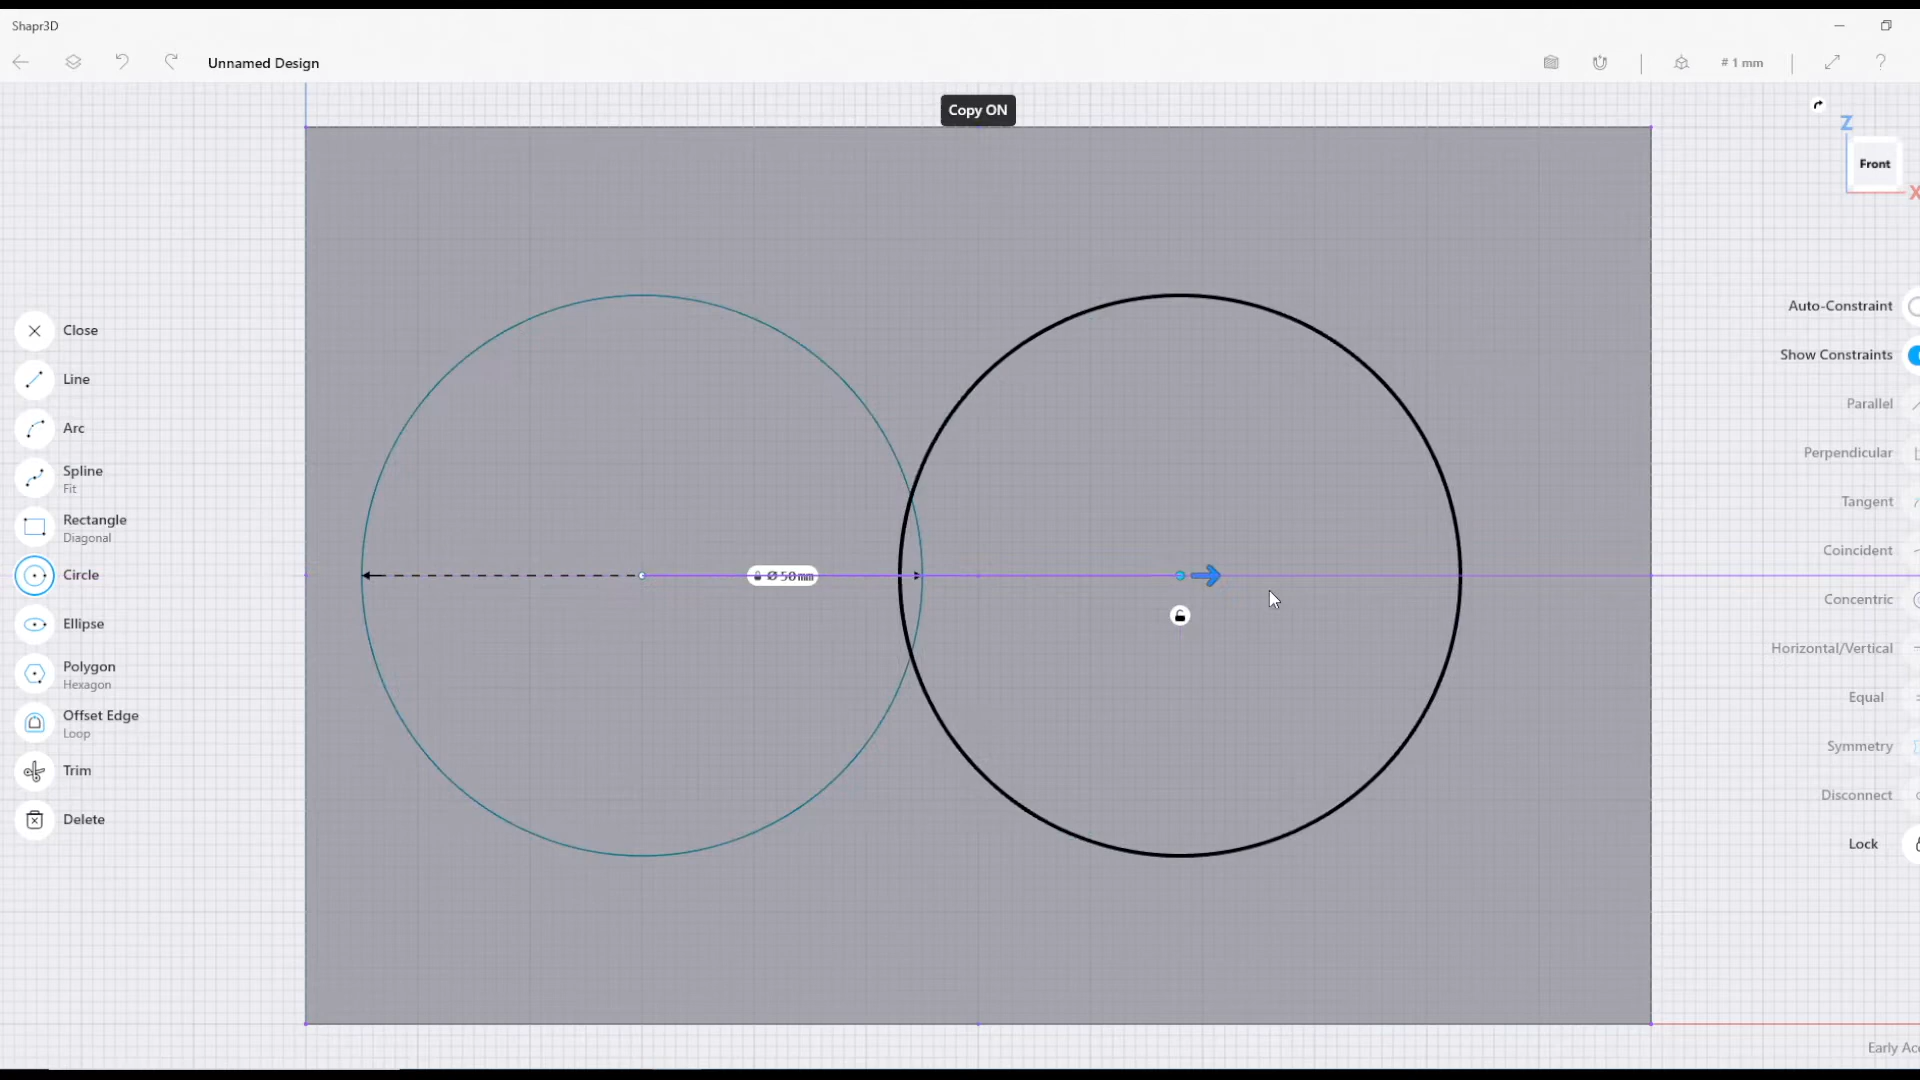 Shapr3D
Unnamed Design
# 1 mm
?
Copy ON
Z
Front
X
Close
Line
Arc
Spline
Fit
Rectangle
Diagonal
Circle
Ellipse
Polygon
Hexagon
Offset Edge
Loop
Trim
Delete
Ø 50 mm
Auto-Constraint
Show Constraints
Parallel
Perpendicular
Tangent
Coincident
Concentric
Horizontal/Vertical
Equal
Symmetry
Disconnect
Lock
Early Acc